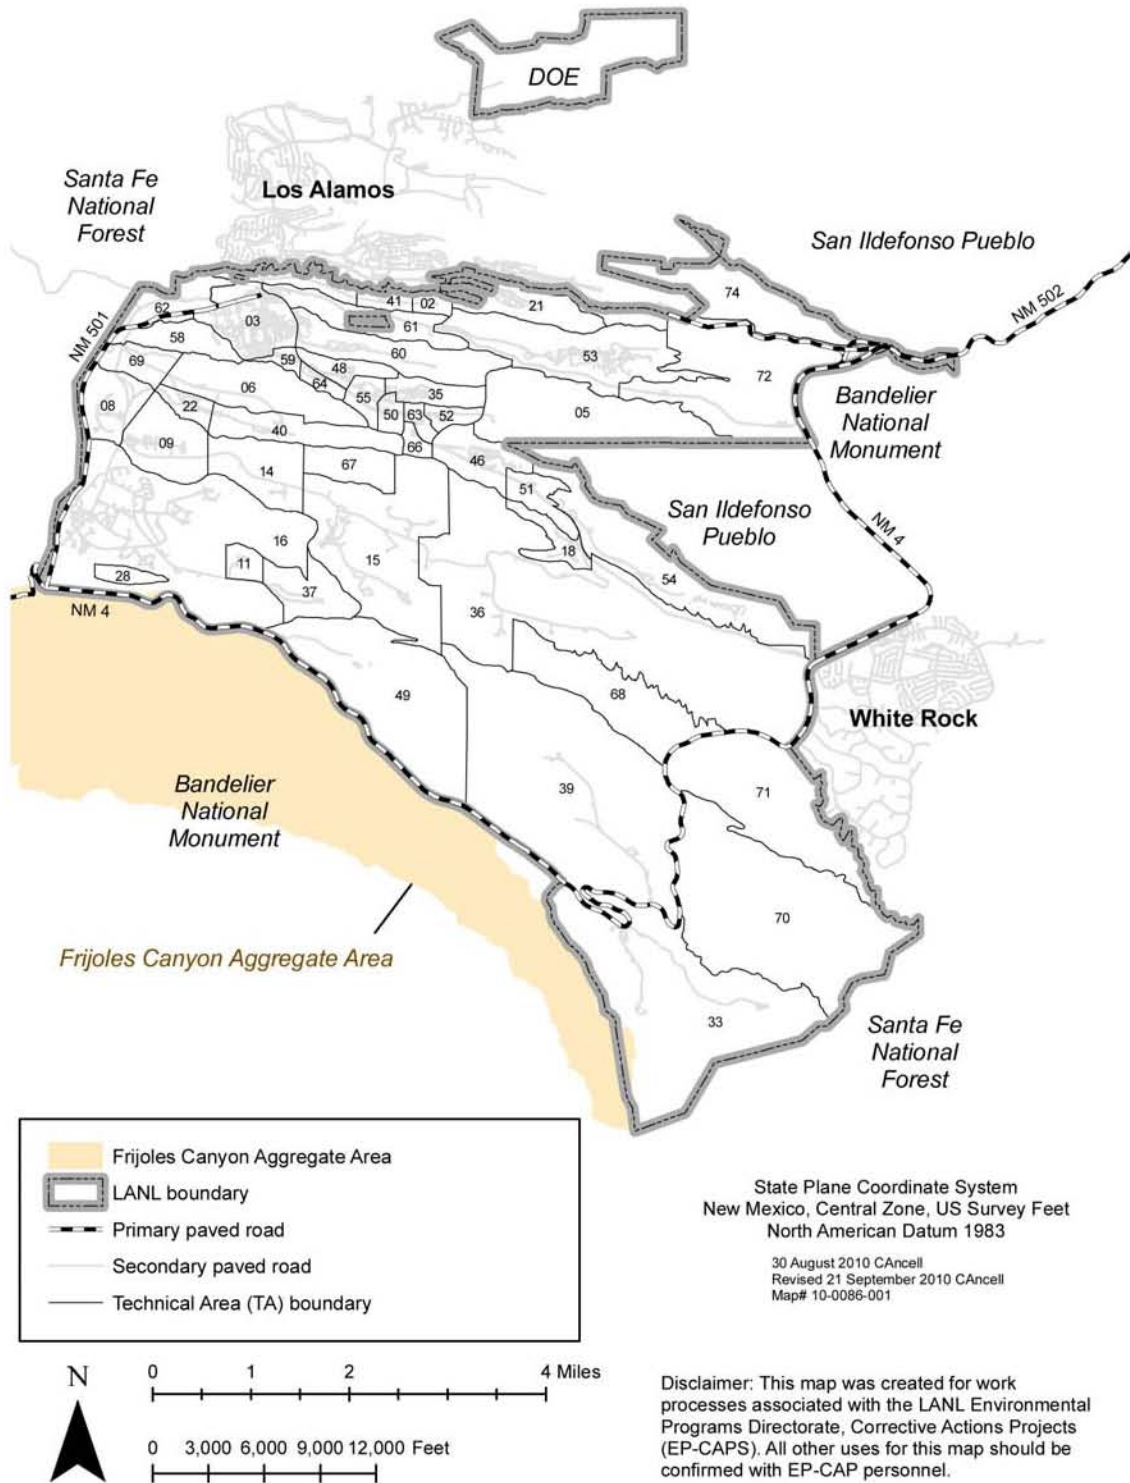 DOE
Santa Fe
National
Forest
Los Alamos
San Ildefonso Pueblo
74
NM 502
NM 501
62
03
41
02
21
61
58
60
53
59
48
72
69
64
35
06
55
Bandelier
National
Monument
08
22
50
63
52
05
40
09
66
46
14
67
51
San Ildefonso
Pueblo
NM 4
16
18
11
15
54
28
37
NM 4
36
49
68
White Rock
39
71
Bandelier
National
Monument
70
Frijoles Canyon Aggregate Area
33
Santa Fe
National
Forest
Frijoles Canyon Aggregate Area
LANL boundary
Primary paved road
Secondary paved road
Technical Area (TA) boundary
State Plane Coordinate System
New Mexico, Central Zone, US Survey Feet
North American Datum 1983
30 August 2010 CAncell
Revised 21 September 2010 CAncell
Map# 10-0086-001
N
0 1 2 4 Miles
0 3,000 6,000 9,000 12,000 Feet
Disclaimer: This map was created for work
processes associated with the LANL Environmental
Programs Directorate, Corrective Actions Projects
(EP-CAPS). All other uses for this map should be
confirmed with EP-CAP personnel.